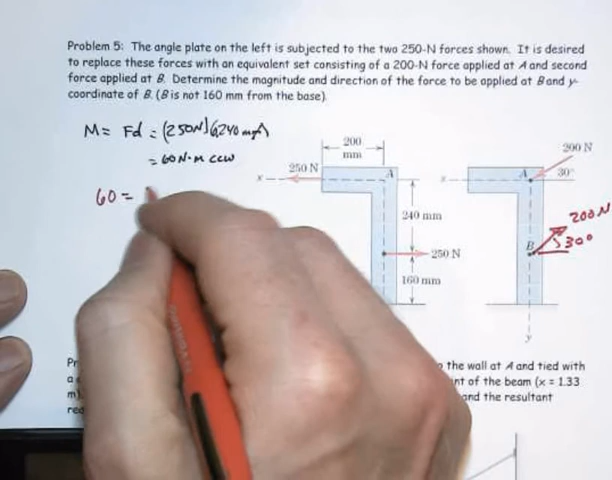 Problem 5: The angle plate on the left is subjected to the two 250-N forces shown. It is desired
to replace these forces with an equivalent set consisting of a 200-N force applied at A and second
force applied at B. Determine the magnitude and direction of the force to be applied at B and y-
coordinate of B. (B is not 160 mm from the base).
M= Fd = (250N)(.240m)
= 60 N·m ccw
60 =
200
mm
250 N
x
A
240 mm
250 N
160 mm
x
A
200 N
30°
B
200 N
30°
y
Pr
the wall at A and tied with
a
nt of the beam (x = 1.33
m)
and the resultant